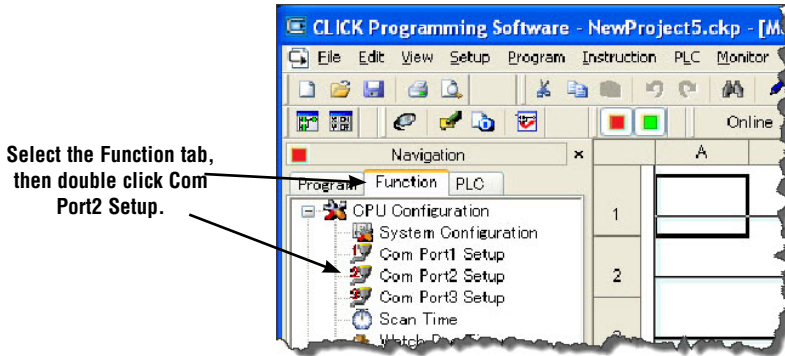 CLICK Programming Software - NewProject5.ckp - [M
File Edit View Setup Program Instruction PLC Monitor
Online
Select the Function tab,
then double click Com
Port2 Setup.
Navigation
Program Function PLC
A
CPU Configuration
System Configuration
Com Port1 Setup
Com Port2 Setup
Com Port3 Setup
Scan Time
1
2